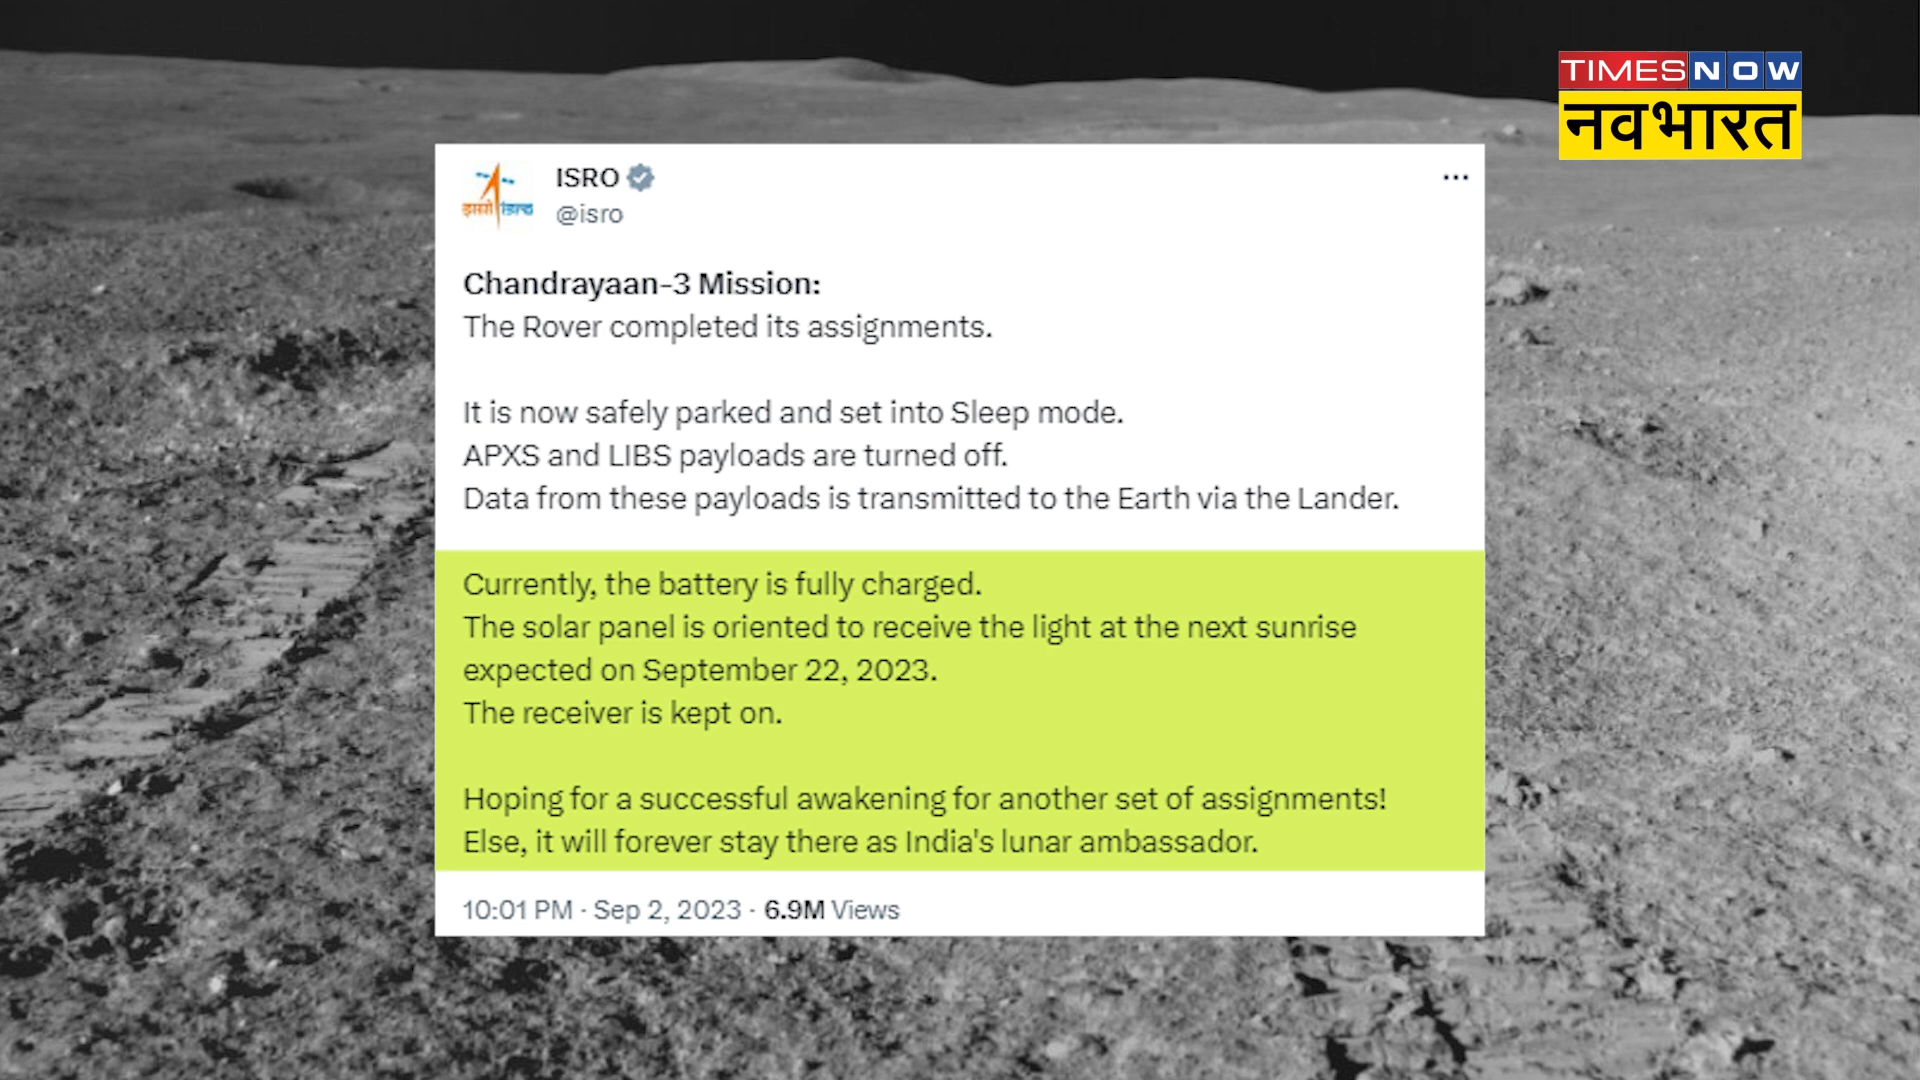 TIMES NOW
नवभारत
ISRO
@isro
इसरो isro
Chandrayaan-3 Mission:
The Rover completed its assignments.
It is now safely parked and set into Sleep mode.
APXS and LIBS payloads are turned off.
Data from these payloads is transmitted to the Earth via the Lander.
Currently, the battery is fully charged.
The solar panel is oriented to receive the light at the next sunrise
expected on September 22, 2023.
The receiver is kept on.
Hoping for a successful awakening for another set of assignments!
Else, it will forever stay there as India's lunar ambassador.
10:01 PM · Sep 2, 2023 · 6.9M Views